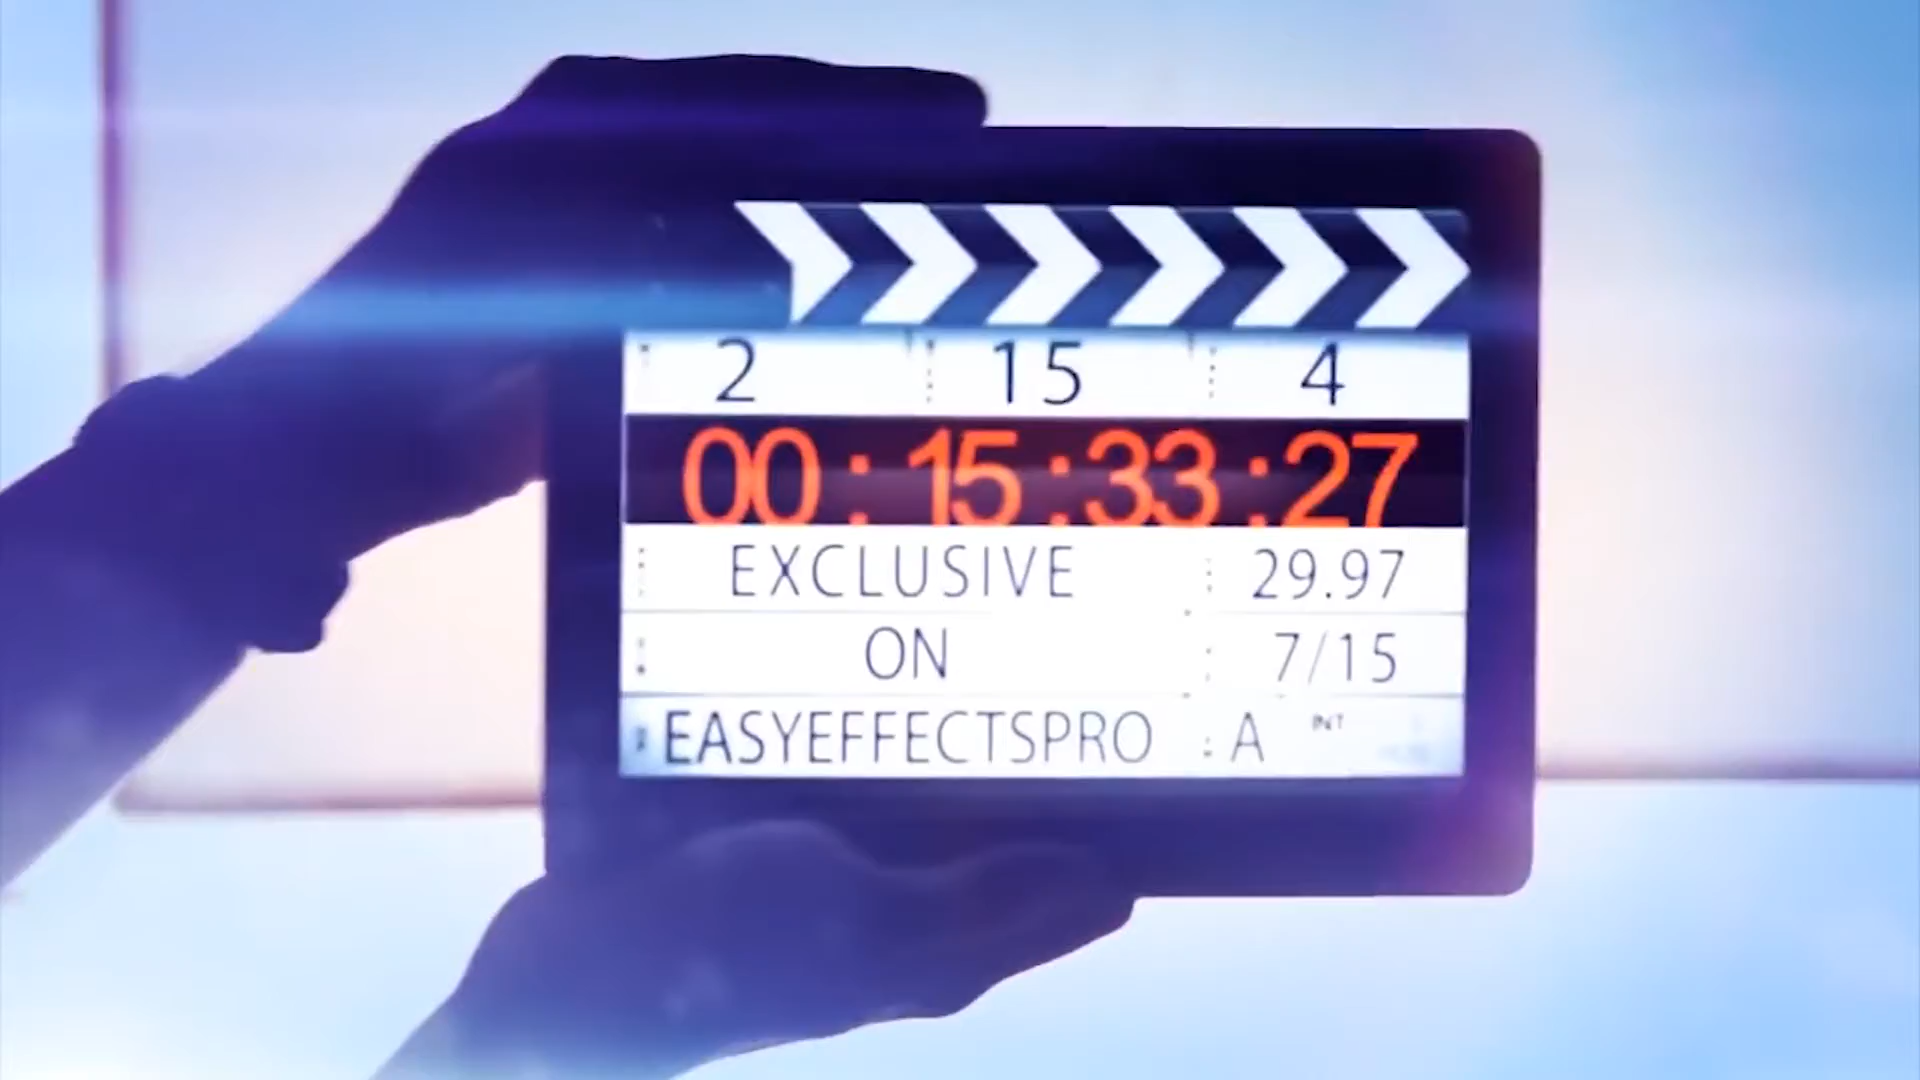 2 15 4
00:15:33:27
EXCLUSIVE 29.97
ON 7/15
EASYEFFECTSPRO A INT